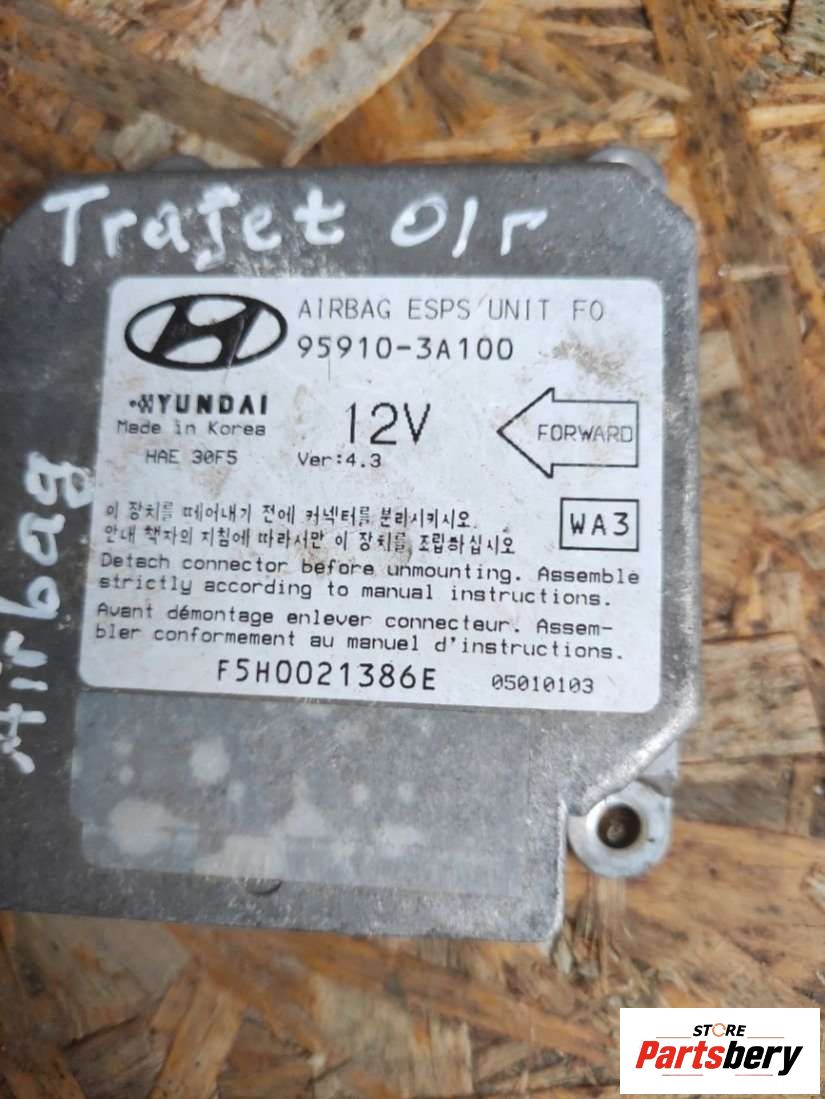 Trajet 01r
Airbag
AIRBAG ESPS UNIT FO
95910-3A100
HYUNDAI
Made in Korea
HAE 30F5
12V
Ver:4.3
FORWARD
WA3
이 장치를 떼어내기 전에 커넥터를 분리시키시오.
안내 책자의 지침에 따라서만 이 장치를 조립하십시오
Detach connector before unmounting. Assemble
strictly according to manual instructions.
Avant démontage enlever connecteur. Assem-
bler conformement au manuel d'instructions.
F5H0021386E 05010103
STORE
Partsbery